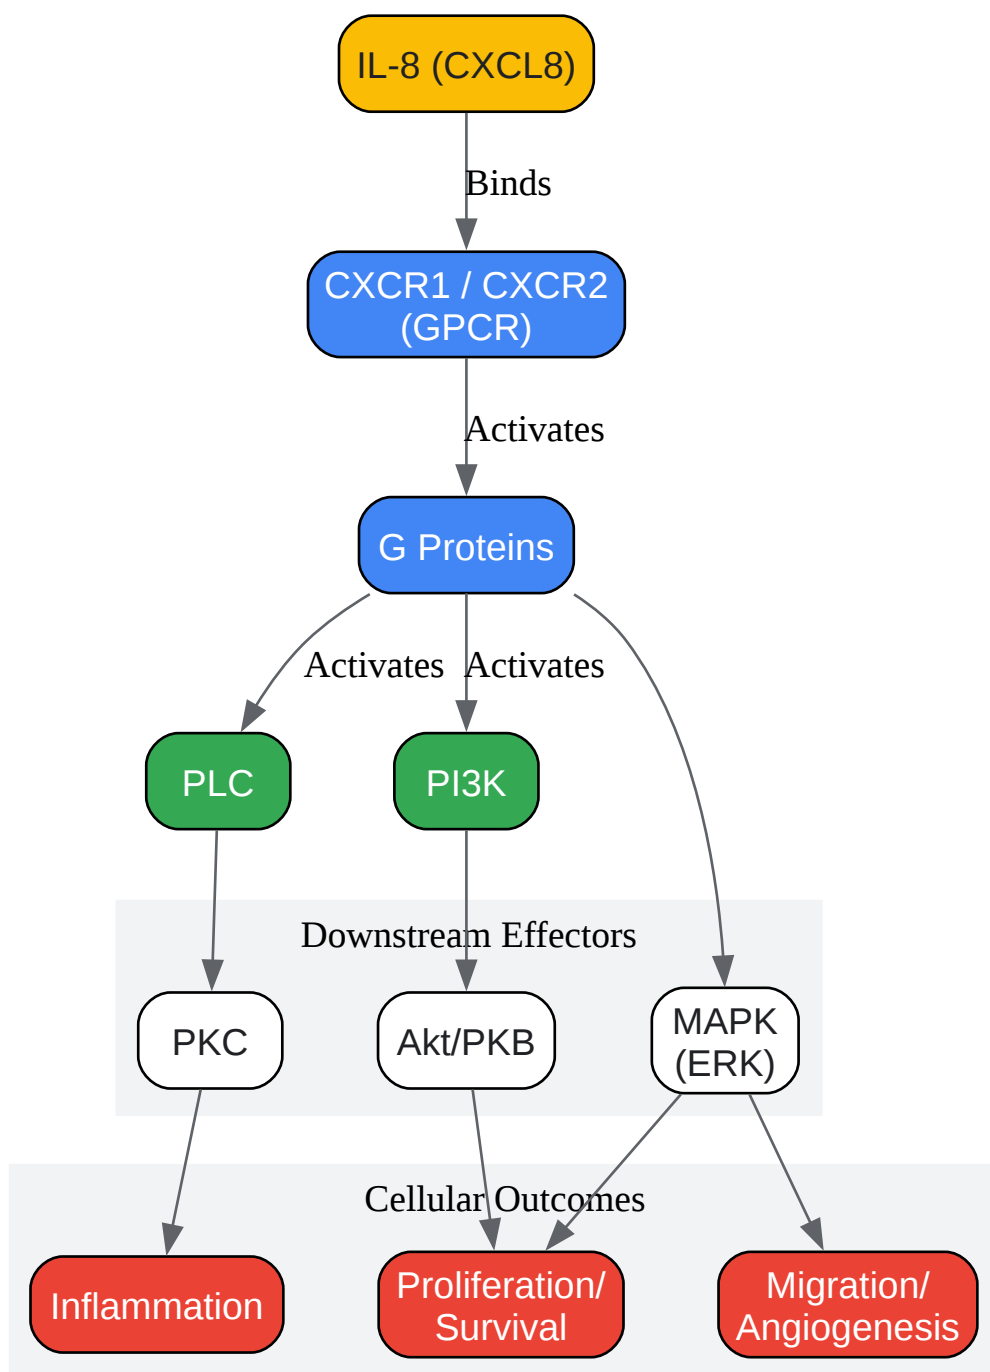 IL-8 (CXCL8)
Binds
CXCR1 / CXCR2
(GPCR)
Activates
G Proteins
Activates
Activates
PLC
PI3K
Downstream Effectors
PKC
Akt/PKB
MAPK
(ERK)
Cellular Outcomes
Inflammation
Proliferation/
Survival
Migration/
Angiogenesis